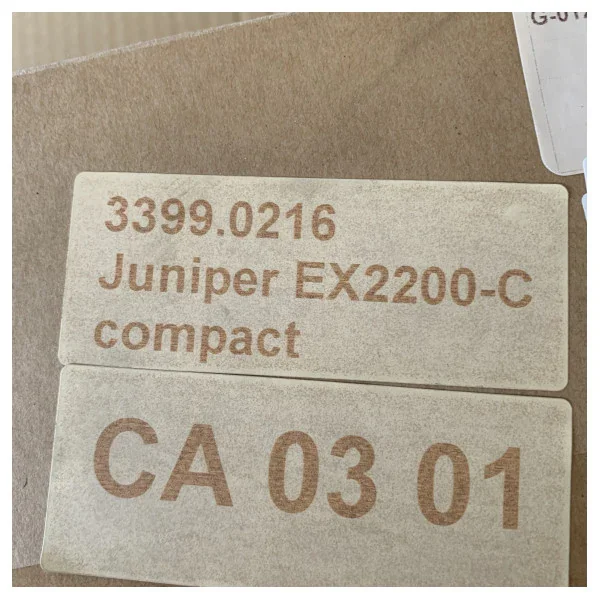 3399.0216
Juniper EX2200-C
compact
CA 03 01